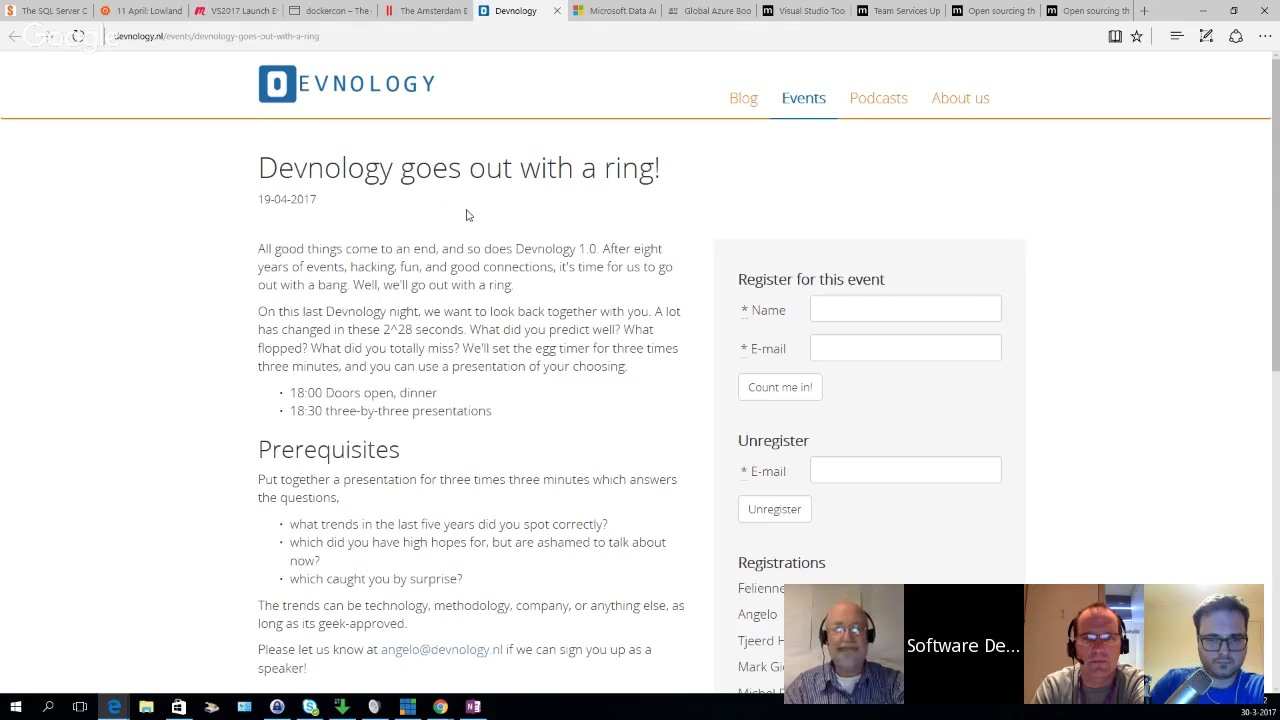 The SQL Server C
11 April: Lowland
VS2017 Launch E
dockercon — The
The Amsterdam E
Devnology
Microsoft Data A
Global Azure Boo
Visual Studio Too
Team Services Up
Open sourcing th
Open sourcing th
Google
devnology.nl/events/devnology-goes-out-with-a-ring
DEVNOLOGY
Blog Events Podcasts About us
Devnology goes out with a ring!
19-04-2017
All good things come to an end, and so does Devnology 1.0. After eight
years of events, hacking, fun, and good connections, it's time for us to go
out with a bang. Well, we'll go out with a ring.
On this last Devnology night, we want to look back together with you. A lot
has changed in these 2^28 seconds. What did you predict well? What
flopped? What did you totally miss? We'll set the egg timer for three times
three minutes, and you can use a presentation of your choosing.
• 18:00 Doors open, dinner
• 18:30 three-by-three presentations
Prerequisites
Put together a presentation for three times three minutes which answers
the questions,
• what trends in the last five years did you spot correctly?
• which did you have high hopes for, but are ashamed to talk about
now?
• which caught you by surprise?
The trends can be technology, methodology, company, or anything else, as
long as its geek-approved.
Please let us know at angelo@devnology.nl if we can sign you up as a
speaker!
Register for this event
* Name
* E-mail
Count me in!
Unregister
* E-mail
Unregister
Registrations
Felienne
Angelo
Tjeerd H
Mark Gi
Michel
Software De...
30-3-2017